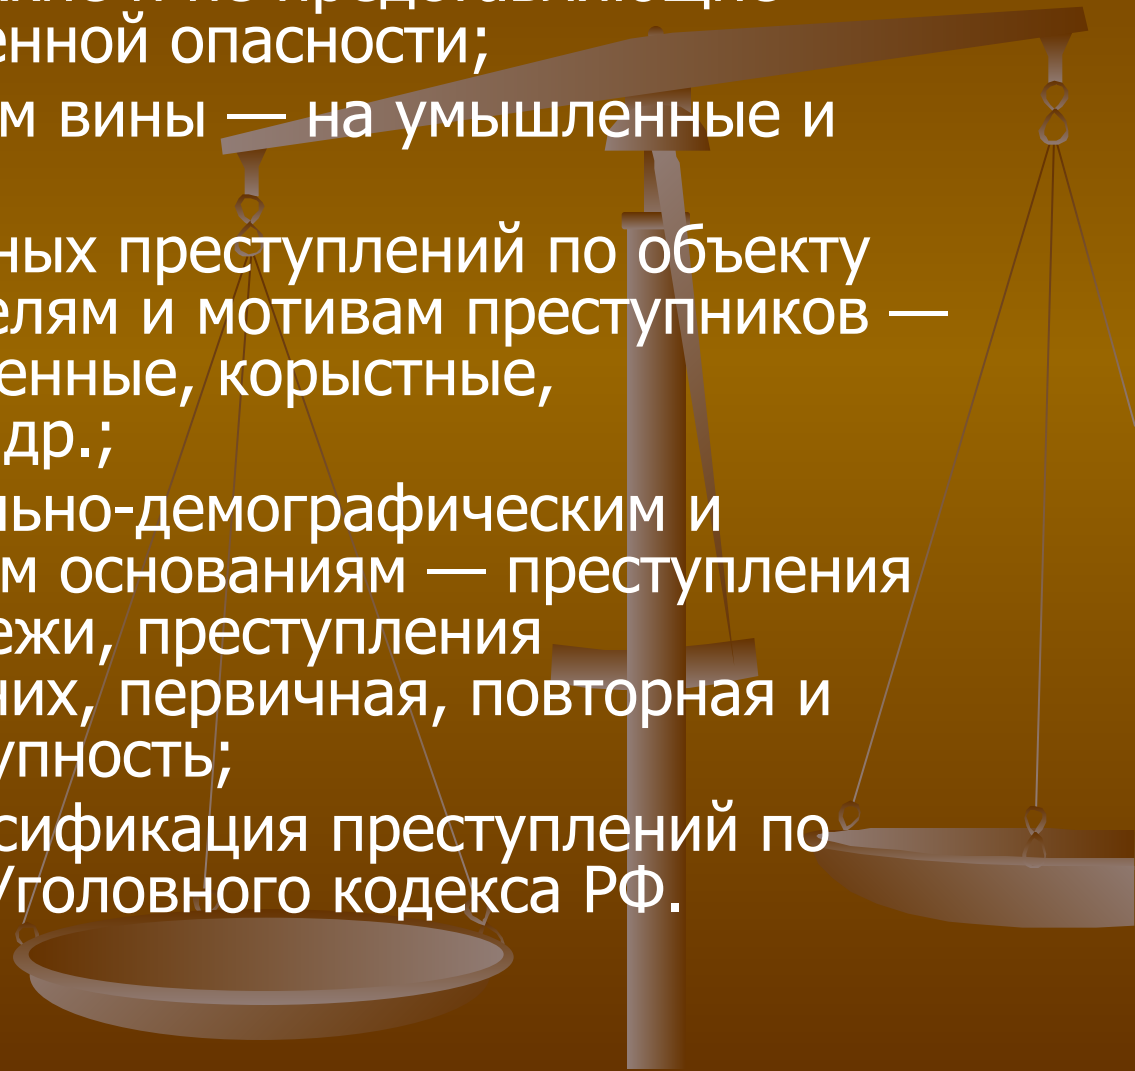 енной опасности;
м вины — на умышленные и
ных преступлений по объекту
елям и мотивам преступников —
енные, корыстные,
др.;
льно-демографическим и
м основаниям — преступления
ежи, преступления
них, первичная, повторная и
упность;
сификация преступлений по
Уголовного кодекса РФ.